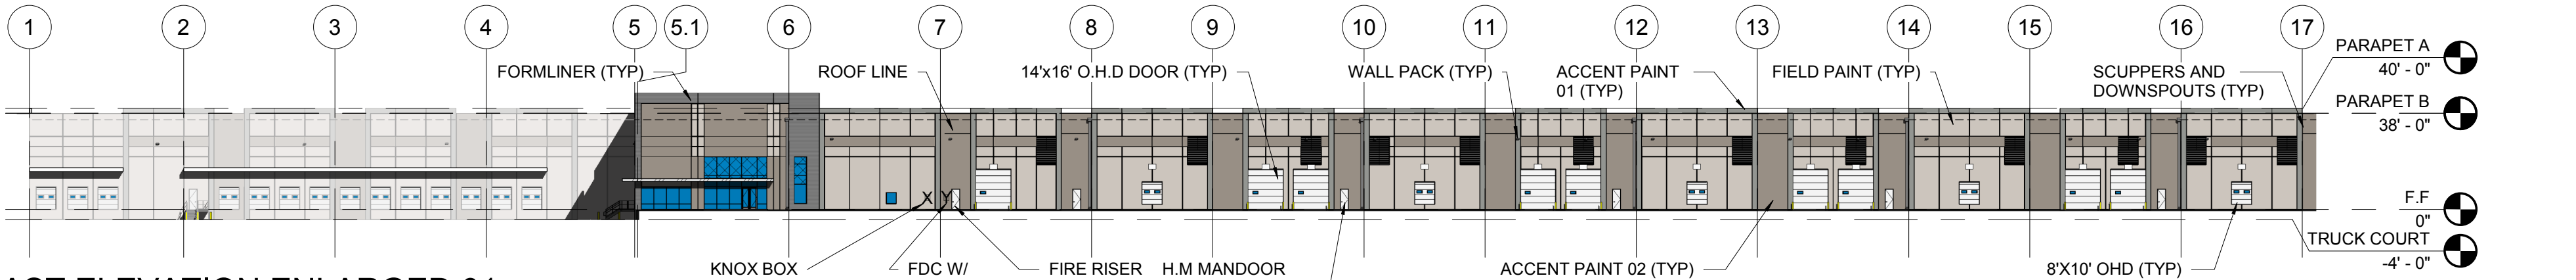 1 2 3 4 5 5.1 6 7 8 9 10 11 12 13 14 15 16 17
PARAPET A
40' - 0"
FORMLINER (TYP)
ROOF LINE
14'x16' O.H.D DOOR (TYP)
WALL PACK (TYP)
ACCENT PAINT
01 (TYP)
FIELD PAINT (TYP)
SCUPPERS AND
DOWNSPOUTS (TYP)
PARAPET B
38' - 0"
X Y
F.F
0"
TRUCK COURT
-4' - 0"
KNOX BOX
FDC W/
FIRE RISER
H.M MANDOOR
ACCENT PAINT 02 (TYP)
8'X10' OHD (TYP)